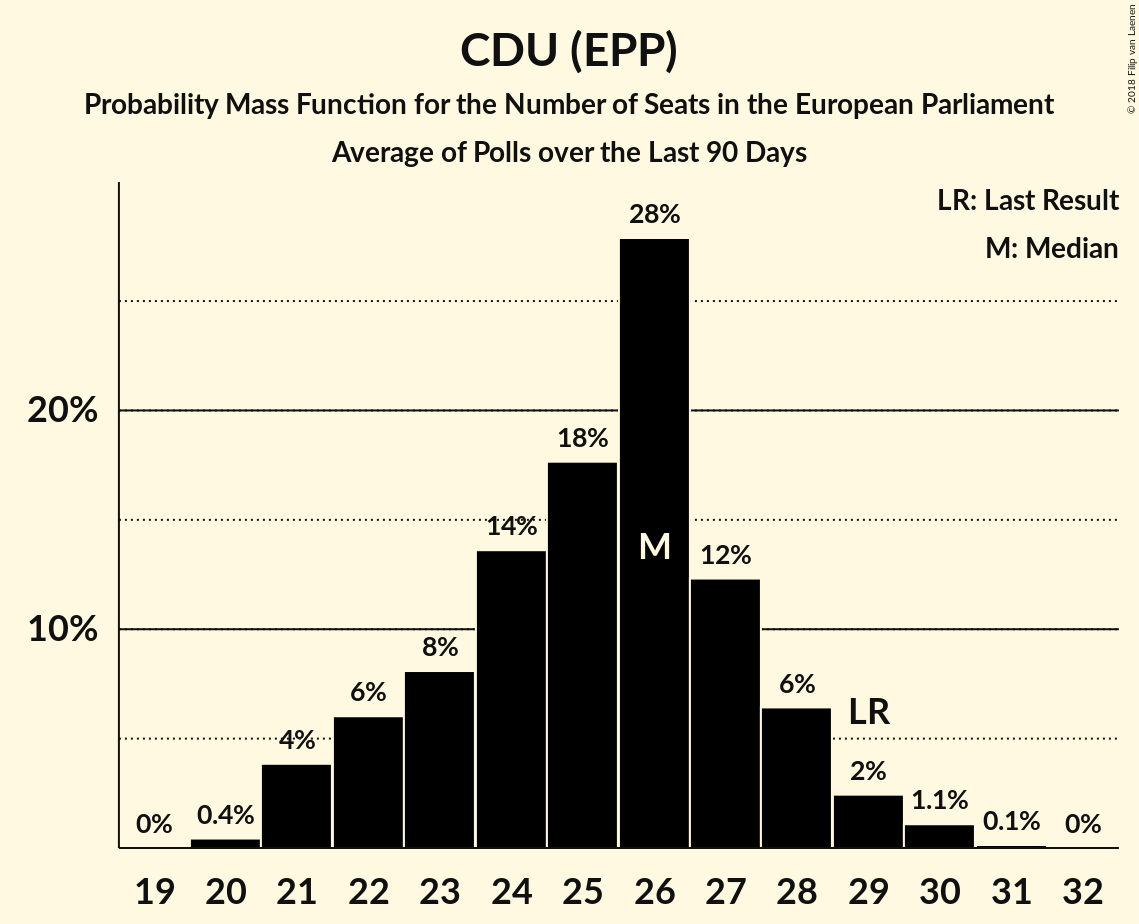 CDU (EPP)
Probability Mass Function for the Number of Seats in the European Parliament
Average of Polls over the Last 90 Days
© 2018 Filip van Laenen
LR: Last Result
M: Median
20%
10%
0%
0.4%
4%
6%
8%
14%
18%
28%
M
12%
6%
LR
2%
1.1%
0.1%
0%
19 20 21 22 23 24 25 26 27 28 29 30 31 32